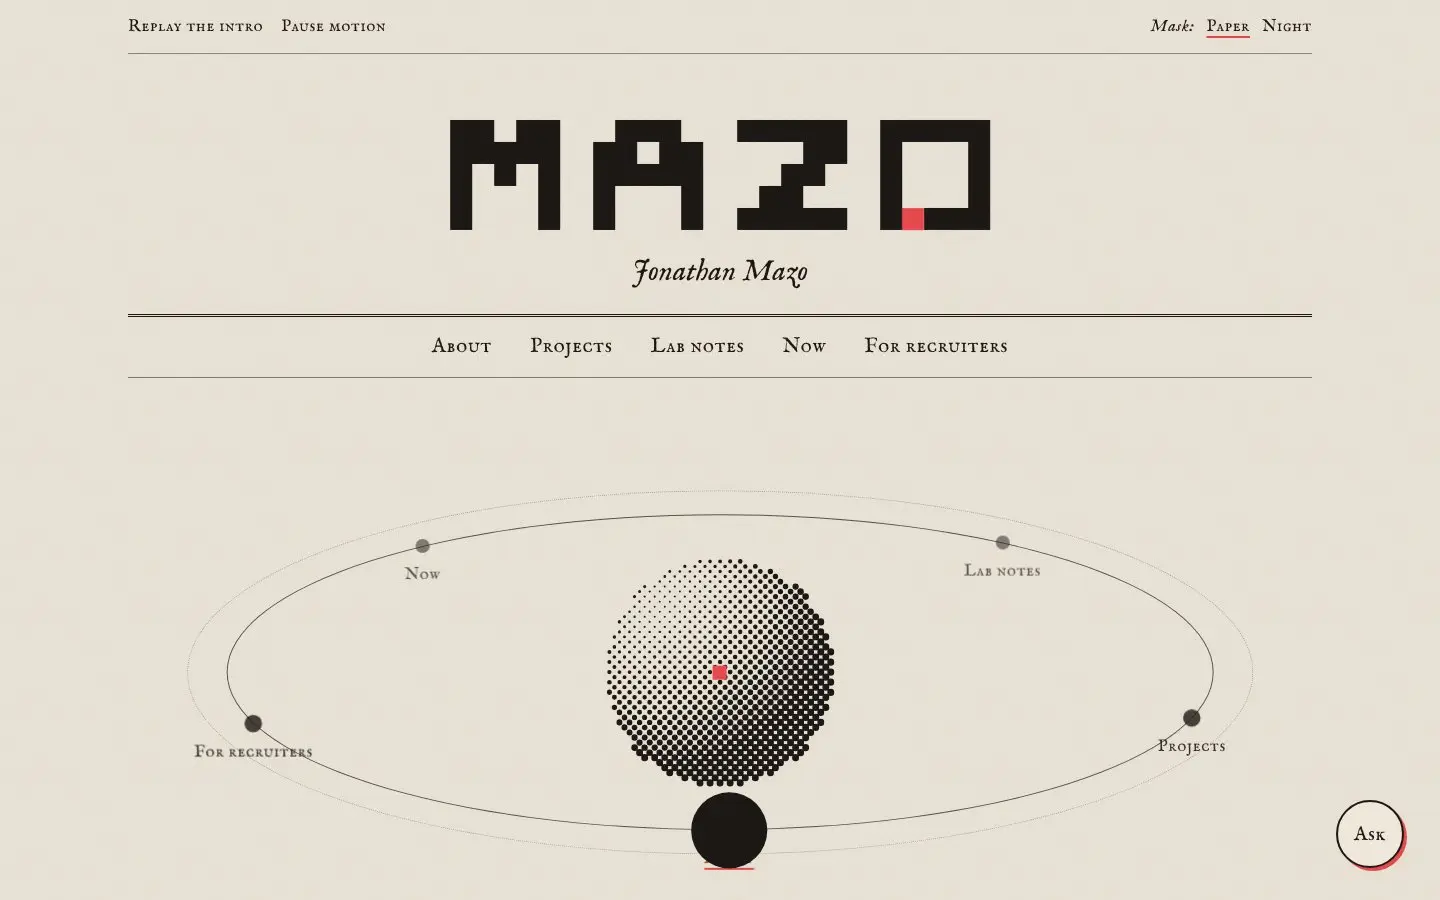 Replay the intro Pause motion
Mask: Paper Night
MAZO
Jonathan Mazo
About Projects Lab notes Now For recruiters
Now
Lab notes
For recruiters
Projects
Ask